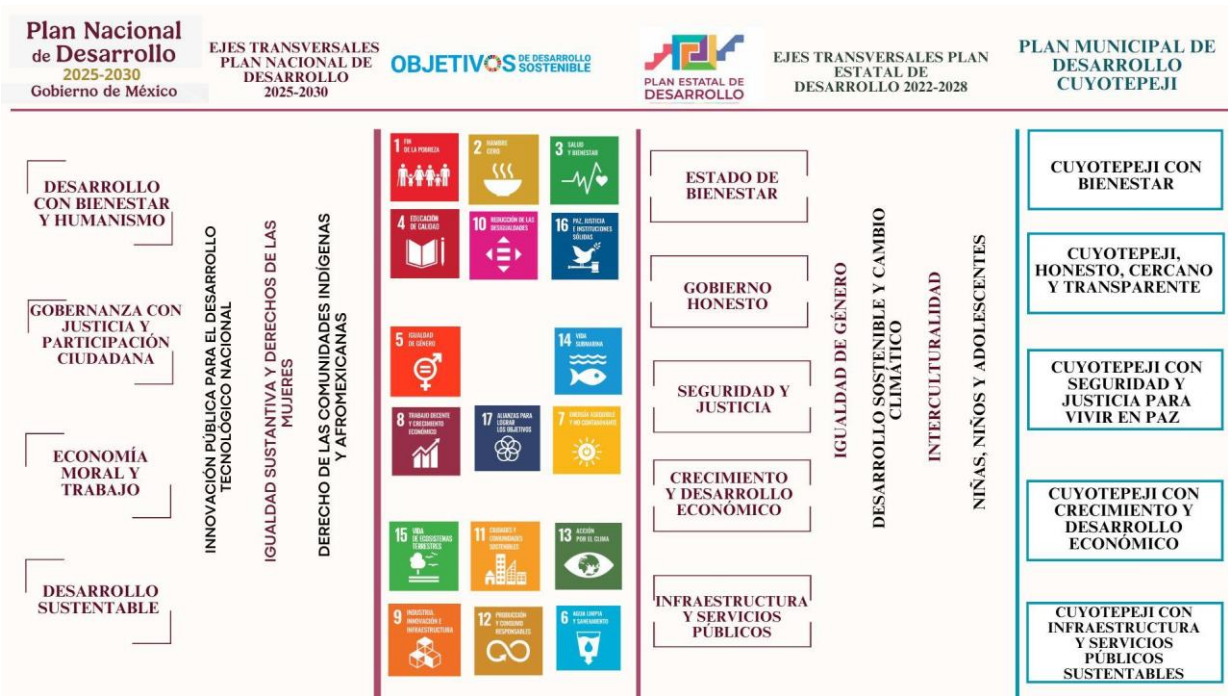 Plan Nacional
de Desarrollo
2025-2030
Gobierno de México
EJES TRANSVERSALES
PLAN NACIONAL DE
DESARROLLO
2025-2030
OBJETIVOS DE DESARROLLO
SOSTENIBLE
PLAN ESTATAL DE
DESARROLLO
EJES TRANSVERSALES PLAN
ESTATAL DE
DESARROLLO 2022-2028
PLAN MUNICIPAL DE
DESARROLLO
CUYOTEPEJI
DESARROLLO
CON BIENESTAR
Y HUMANISMO
GOBERNANZA CON
JUSTICIA Y
PARTICIPACIÓN
CIUDADANA
ECONOMÍA
MORAL Y
TRABAJO
DESARROLLO
SUSTENTABLE
INNOVACIÓN PÚBLICA PARA EL DESARROLLO
TECNOLÓGICO NACIONAL
IGUALDAD SUSTANTIVA Y DERECHOS DE LAS
MUJERES
DERECHO DE LAS COMUNIDADES INDÍGENAS
Y AFROMEXICANAS
1 FIN
DE LA POBREZA
2 HAMBRE
CERO
3 SALUD
Y BIENESTAR
4 EDUCACIÓN
DE CALIDAD
10 REDUCCIÓN DE LAS
DESIGUALDADES
16 PAZ, JUSTICIA
E INSTITUCIONES
SÓLIDAS
5 IGUALDAD
DE GÉNERO
14 VIDA
SUBMARINA
8 TRABAJO DECENTE
Y CRECIMIENTO
ECONÓMICO
17 ALIANZAS PARA
LOGRAR
LOS OBJETIVOS
7 ENERGÍA ASEQUIBLE
Y NO CONTAMINANTE
15 VIDA
DE ECOSISTEMAS
TERRESTRES
11 CIUDADES Y
COMUNIDADES
SOSTENIBLES
13 ACCIÓN
POR EL CLIMA
9 INDUSTRIA,
INNOVACIÓN E
INFRAESTRUCTURA
12 PRODUCCIÓN
Y CONSUMO
RESPONSABLES
6 AGUA LIMPIA
Y SANEAMIENTO
ESTADO DE
BIENESTAR
GOBIERNO
HONESTO
SEGURIDAD Y
JUSTICIA
CRECIMIENTO
Y DESARROLLO
ECONÓMICO
INFRAESTRUCTURA
Y SERVICIOS
PÚBLICOS
IGUALDAD DE GÉNERO
DESARROLLO SOSTENIBLE Y CAMBIO
CLIMÁTICO
INTERCULTURALIDAD
NIÑAS, NIÑOS Y ADOLESCENTES
CUYOTEPEJI CON
BIENESTAR
CUYOTEPEJI,
HONESTO, CERCANO
Y TRANSPARENTE
CUYOTEPEJI CON
SEGURIDAD Y
JUSTICIA PARA
VIVIR EN PAZ
CUYOTEPEJI CON
CRECIMIENTO Y
DESARROLLO
ECONÓMICO
CUYOTEPEJI CON
INFRAESTRUCTURA
Y SERVICIOS
PÚBLICOS
SUSTENTABLES